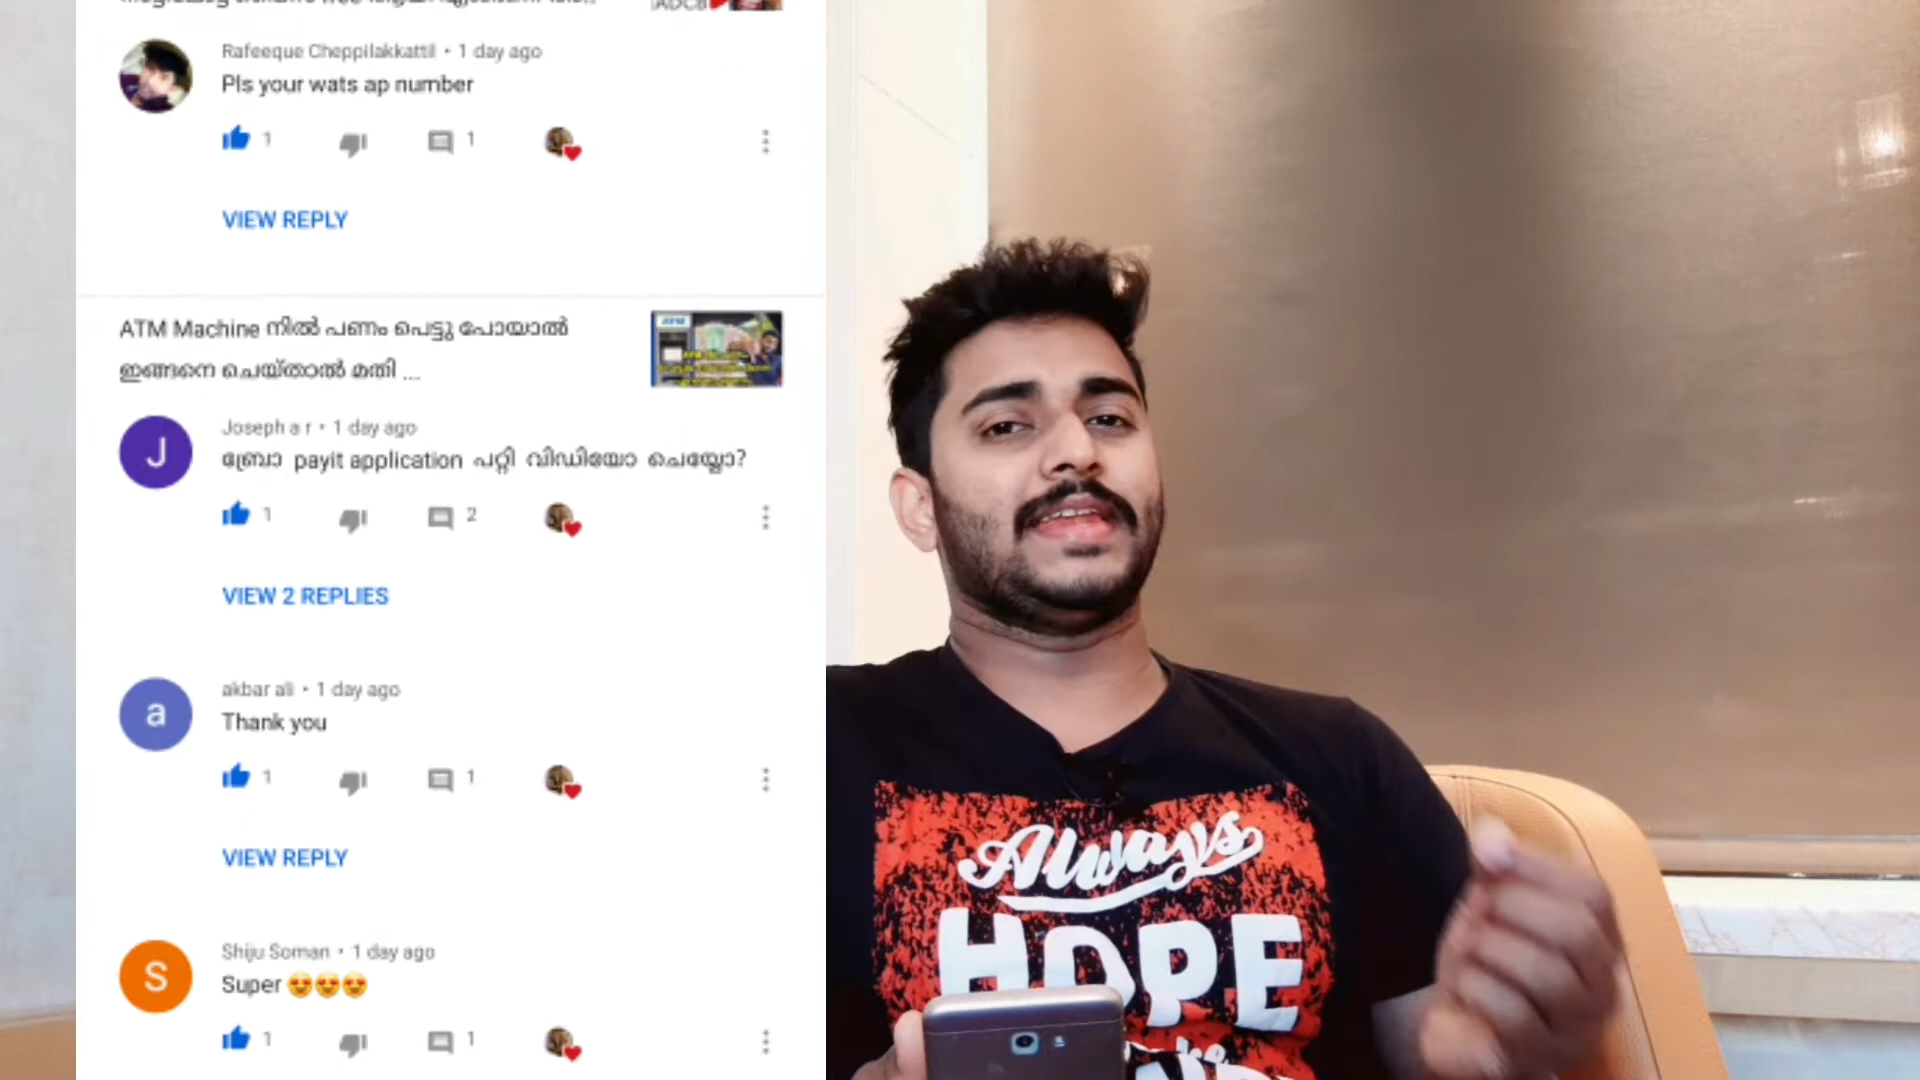 ADCB
Rafeeque Cheppilakkattil • 1 day ago
Pls your wats ap number
1
1
VIEW REPLY
ATM Machine നിൽ പണം പെട്ടു പോയാൽ
ഇങ്ങനെ ചെയ്താൽ മതി ...
J
Joseph a r • 1 day ago
ബ്രോ payit application പറ്റി വിഡിയോ ചെയ്യോ?
1
2
VIEW 2 REPLIES
a
akbar ali • 1 day ago
Thank you
1
1
VIEW REPLY
S
Shiju Soman • 1 day ago
Super 😍😍😍
1
1
Always
HOPE